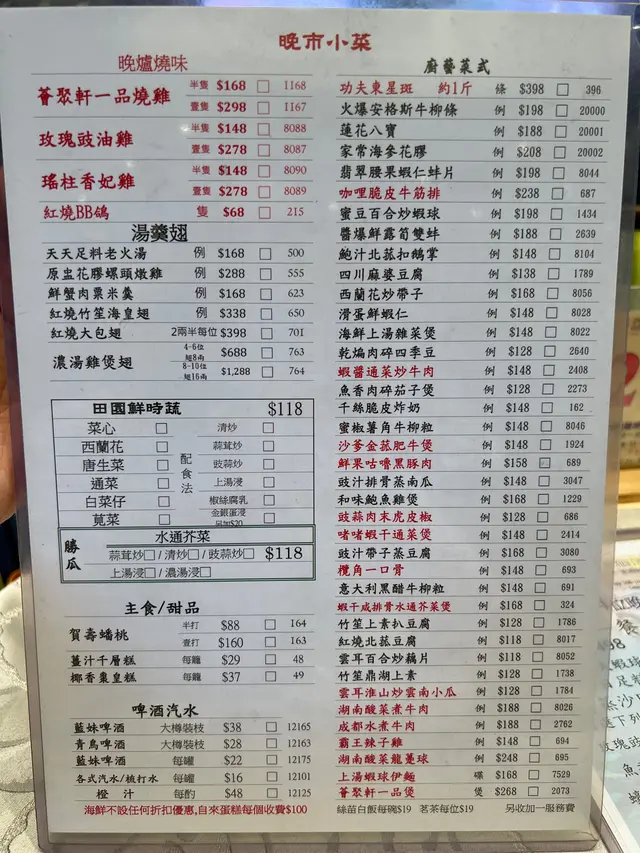 晚市小菜
晚爐燒味
薈聚軒一品燒雞 半隻 $168 □ 1168
壹隻 $298 □ 1167
玫瑰豉油雞 半隻 $148 □ 8088
壹隻 $278 □ 8087
瑤柱香妃雞 半隻 $148 □ 8090
壹隻 $278 □ 8089
紅燒BB鴿 隻 $68 □ 215
湯羹翅
天天足料老火湯 例 $168 □ 500
原盅花膠螺頭燉雞 例 $288 □ 555
鮮蟹肉粟米羹 例 $168 □ 623
紅燒竹笙海皇翅 例 $338 □ 650
紅燒大包翅 2兩半每位 $398 □ 701
濃湯雞煲翅 4-6位 翅8兩 $688 □ 763
8-10位 翅16兩 $1,288 □ 764
田園鮮時蔬 $118
菜心 □ 清炒 □
西蘭花 □ 蒜茸炒 □
唐生菜 □ 豉蒜炒 □
配食法
通菜 □ 上湯浸 □
白菜仔 □ 椒絲腐乳 □
莧菜 □ 金銀蛋浸 另加$20 □
勝瓜
水通芥菜
蒜茸炒□/清炒□/豉蒜炒□ $118
上湯浸□/濃湯浸□
主食/甜品
賀壽蟠桃 半打 $88 □ 164
壹打 $160 □ 163
薑汁千層糕 每籠 $29 □ 48
椰香棗皇糕 每籠 $37 □ 49
啤酒汽水
藍妹啤酒 大樽裝枝 $38 □ 12165
青島啤酒 大樽裝枝 $28 □ 12163
藍妹啤酒 每罐 $22 □ 12175
各式汽水/梳打水 每罐 $16 □ 12101
橙汁 每酌 $48 □ 12125
海鮮不設任何折扣優惠,自來蛋糕每個收費$100
廚藝菜式
功夫東星斑 約1斤 條 $398 □ 396
火爆安格斯牛柳條 例 $198 □ 20000
蓮花八寶 例 $188 □ 20001
家常海參花膠 例 $208 □ 20002
翡翠腰果蝦仁蚌片 例 $198 □ 8044
咖哩脆皮牛筋排 例 $238 □ 687
蜜豆百合炒蝦球 例 $198 □ 1434
醬爆鮮露筍雙蚌 例 $188 □ 2639
鮑汁北菰扣鵝掌 例 $148 □ 8104
四川麻婆豆腐 例 $138 □ 1789
西蘭花炒帶子 例 $168 □ 8056
滑蛋蝦仁 例 $148 □ 8028
海鮮上湯雜菜煲 例 $148 □ 8022
乾煸肉碎四季豆 例 $128 □ 2640
蝦醬通菜炒牛肉 例 $148 □ 2408
魚香肉碎茄子煲 例 $128 □ 2273
千絲脆皮炸奶 例 $148 □ 162
蜜椒薯角牛柳粒 例 $148 □ 8046
沙爹金菰肥牛煲 例 $148 □ 1924
鮮果咕嚕黑豚肉 例 $158 □ 689
豉汁排骨蒸南瓜 例 $148 □ 3047
和味鮑魚雞煲 例 $168 □ 1229
豉蒜肉末虎皮椒 例 $128 □ 686
啫啫蝦干通菜煲 例 $148 □ 2414
豉汁帶子蒸豆腐 例 $168 □ 3080
欖角一口骨 例 $148 □ 693
意大利黑醋牛柳粒 例 $148 □ 691
蝦干咸排骨水通芥菜煲 例 $168 □ 324
竹笙上素扒豆腐 例 $128 □ 1786
紅燒北菰豆腐 例 $118 □ 8017
雲耳百合炒藕片 例 $118 □ 8052
竹笙鼎湖上素 例 $128 □ 1738
雲耳淮山炒雲南小瓜 例 $128 □ 1784
湖南酸菜煮牛肉 例 $188 □ 8026
成都水煮牛肉 例 $188 □ 2762
霸王辣子雞 例 $148 □ 694
湖南酸菜龍躉球 例 $248 □ 695
上湯蝦球伊麵 碟 $168 □ 7529
薈聚軒一品煲 煲 $268 □ 2073
絲苗白飯每碗$19 茗茶每位$19 另收加一服務費